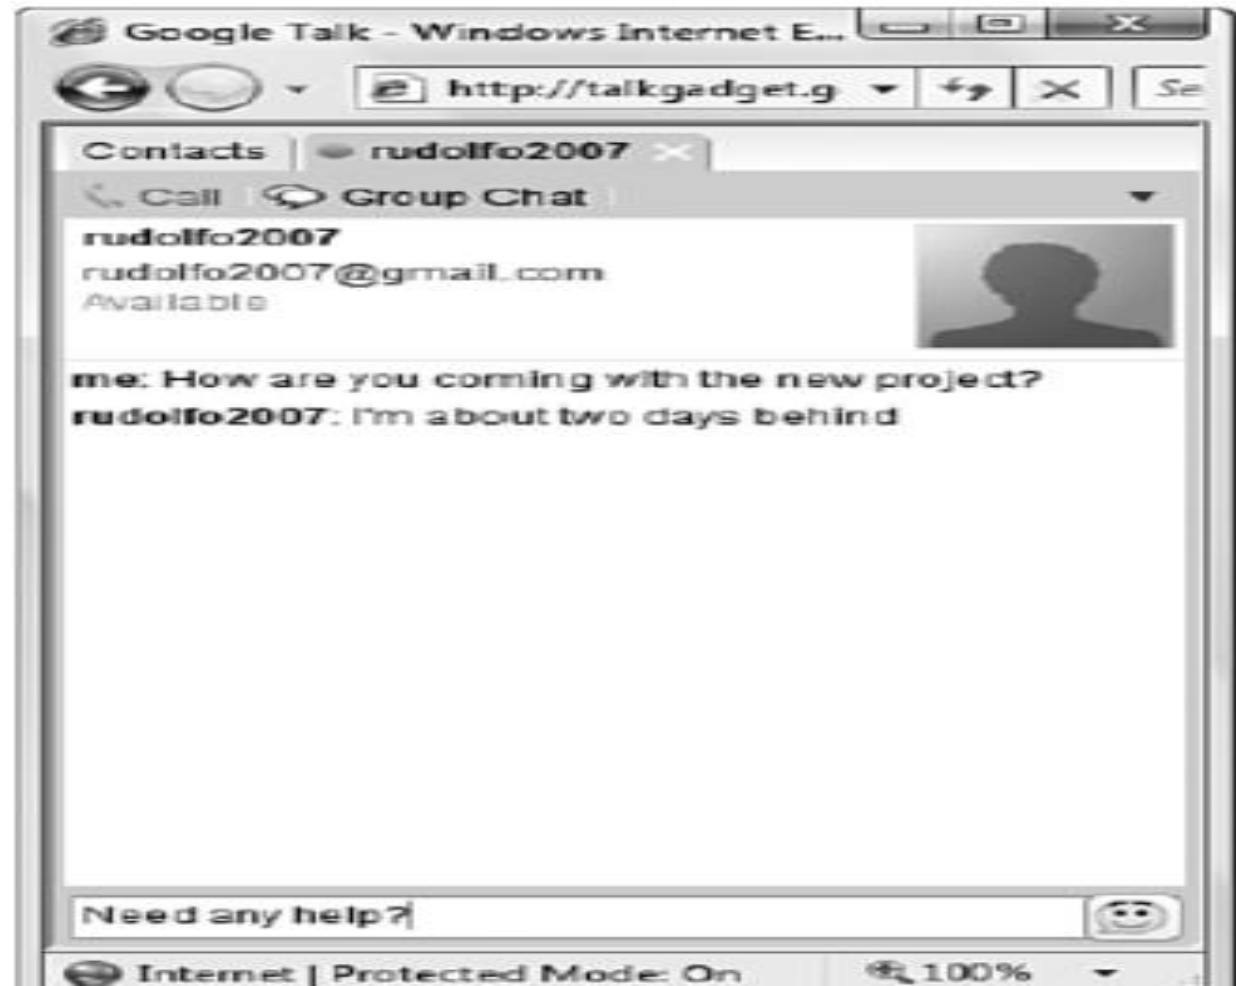 Google Talk - Windows Internet E...
http://talkgadget.g
Se
Contacts rudolfo2007
Call Group Chat
rudolfo2007
rudolfo2007@gmail.com
Available
me: How are you coming with the new project?
rudolfo2007: I'm about two days behind
Need any help?
Internet | Protected Mode: On 100%